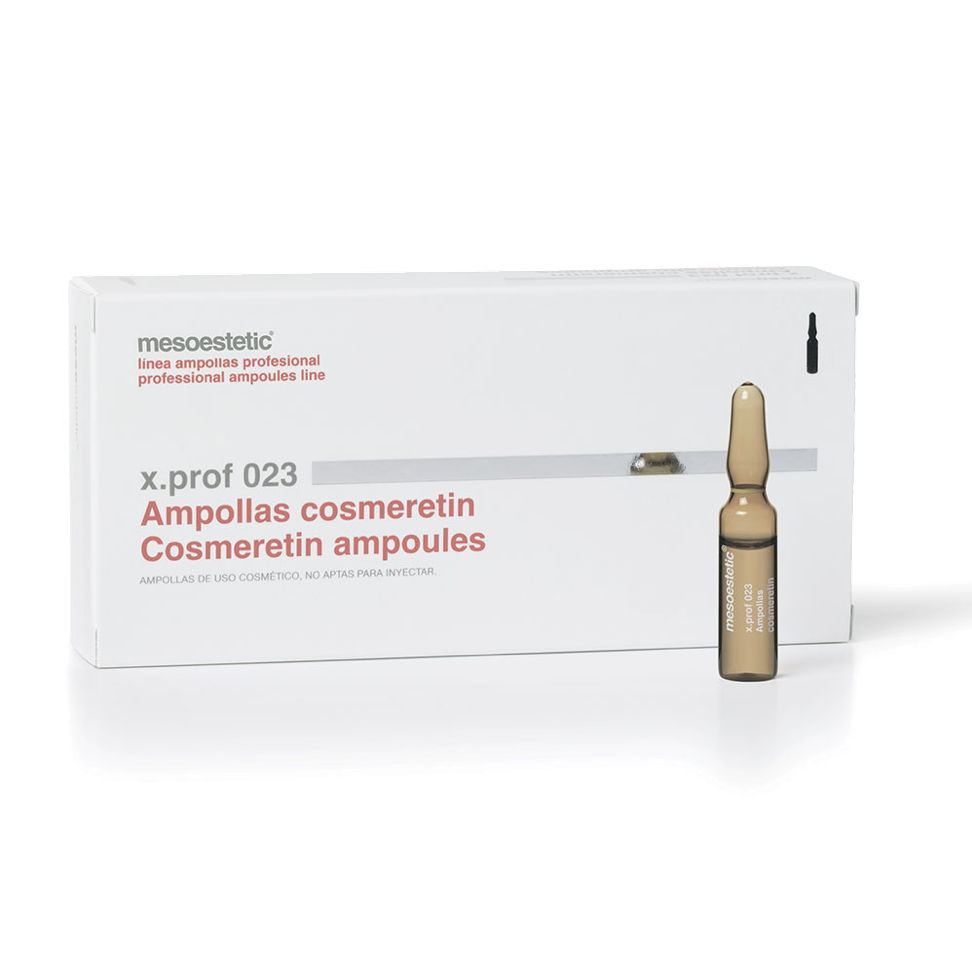 mesoestetic®
línea ampollas profesional
professional ampoules line
x.prof 023
Ampollas cosmeretin
Cosmeretin ampoules
AMPOLLAS DE USO COSMÉTICO, NO APTAS PARA INYECTAR.
mesoestetic®
x.prof 023
Ampollas
cosmeretin